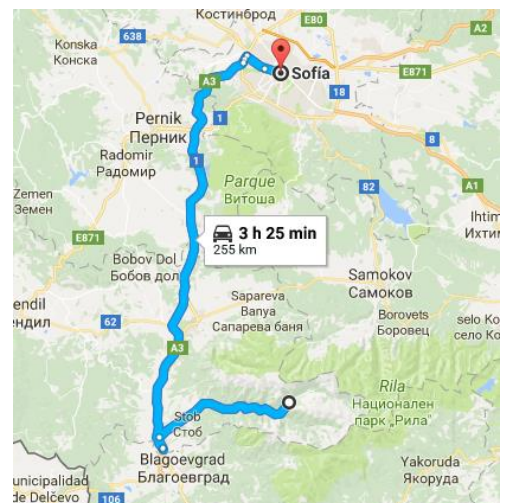 Костинброд
E80
638
A2
Konska
Конска
Sofía
E871
A3
18
1
Pernik
Перник
8
1
Radomir
Радомир
Parque
Витоша
82
A1
Zemen
Земен
3 h 25 min
255 km
Ihtim
Ихтим
E871
Bobov Dol
Бобов дол
Samokov
Самоков
Sapareva
Banya
Сапарева баня
Borovets
Боровец
selo Ko
село Ко
endil
ендил
62
A3
Rila
Национален
парк „Рила"
Stob
Стоб
Blagoevgrad
Благоевград
Yakoruda
Якоруда
unicipalidad
de Delčevo
106